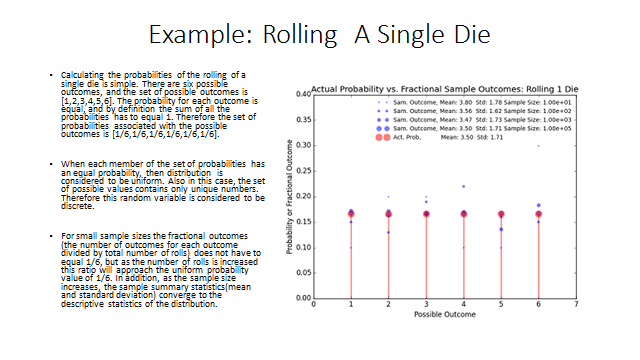 Example: Rolling A Single Die
• Calculating the probabilities of the rolling of a
single die is simple. There are six possible
outcomes, and the set of possible outcomes is
[1,2,3,4,5,6]. The probability for each outcome is
equal, and by definition the sum of all the
probabilities has to equal 1. Therefore the set of
probabilities associated with the possible
outcomes is [1/6,1/6,1/6,1/6,1/6,1/6].
• When each member of the set of probabilities has
an equal probability, then distribution is
considered to be uniform. Also in this case, the set
of possible values contains only unique numbers.
Therefore this random variable is considered to be
discrete.
• For small sample sizes the fractional outcomes
(the number of outcomes for each outcome
divided by total number of rolls) does not have to
equal 1/6, but as the number of rolls is increased
this ratio will approach the uniform probability
value of 1/6. In addition, as the sample size
increases, the sample summary statistics(mean
and standard deviation) converge to the
descriptive statistics of the distribution.
Actual Probability vs. Fractional Sample Outcomes: Rolling 1 Die
Sam. Outcome, Mean: 3.80 Std: 1.78 Sample Size: 1.00e+01
Sam. Outcome, Mean: 3.56 Std: 1.62 Sample Size: 1.00e+02
Sam. Outcome, Mean: 3.47 Std: 1.73 Sample Size: 1.00e+03
Sam. Outcome, Mean: 3.50 Std: 1.71 Sample Size: 1.00e+05
Act. Prob, Mean: 3.50 Std: 1.71
Probability or Fractional Outcome
0.40
0.35
0.30
0.25
0.20
0.15
0.10
0.05
0.00
0 1 2 3 4 5 6 7
Possible Outcome